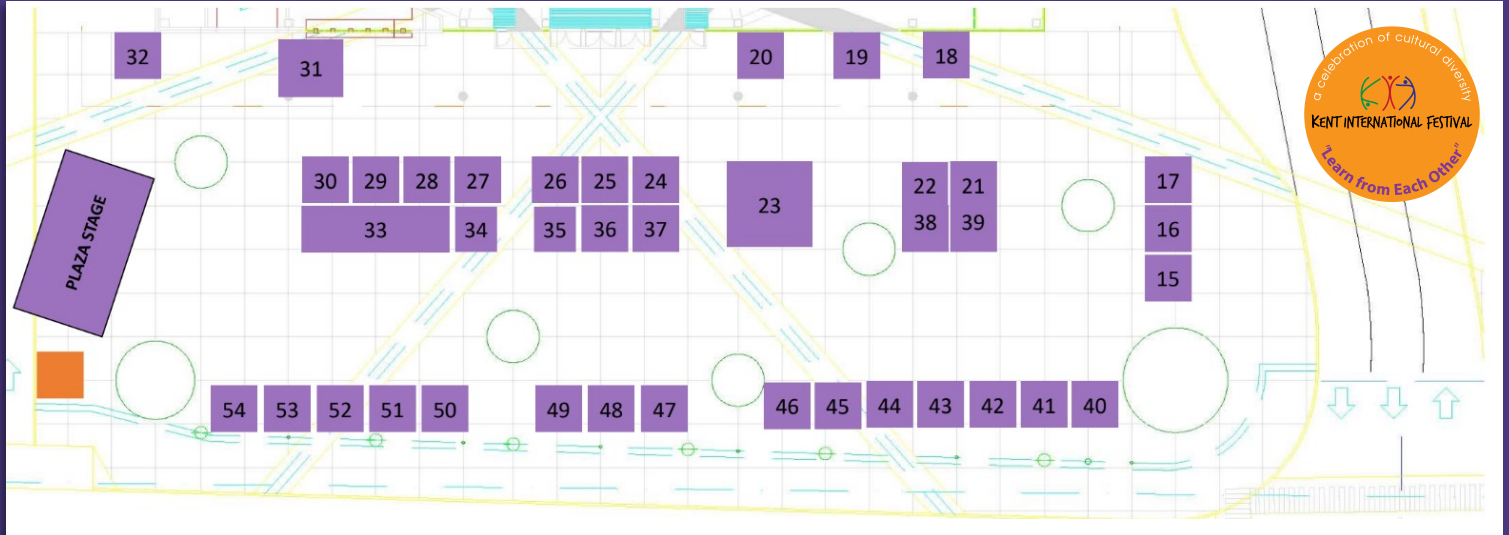 32
31
20
19
18
a celebration of cultural diversity
KENT INTERNATIONAL FESTIVAL
"Learn from Each Other"
PLAZA STAGE
30 29 28 27 26 25 24
23
22 21
17
33 34 35 36 37
38 39
16
15
54 53 52 51 50 49 48 47 46 45 44 43 42 41 40